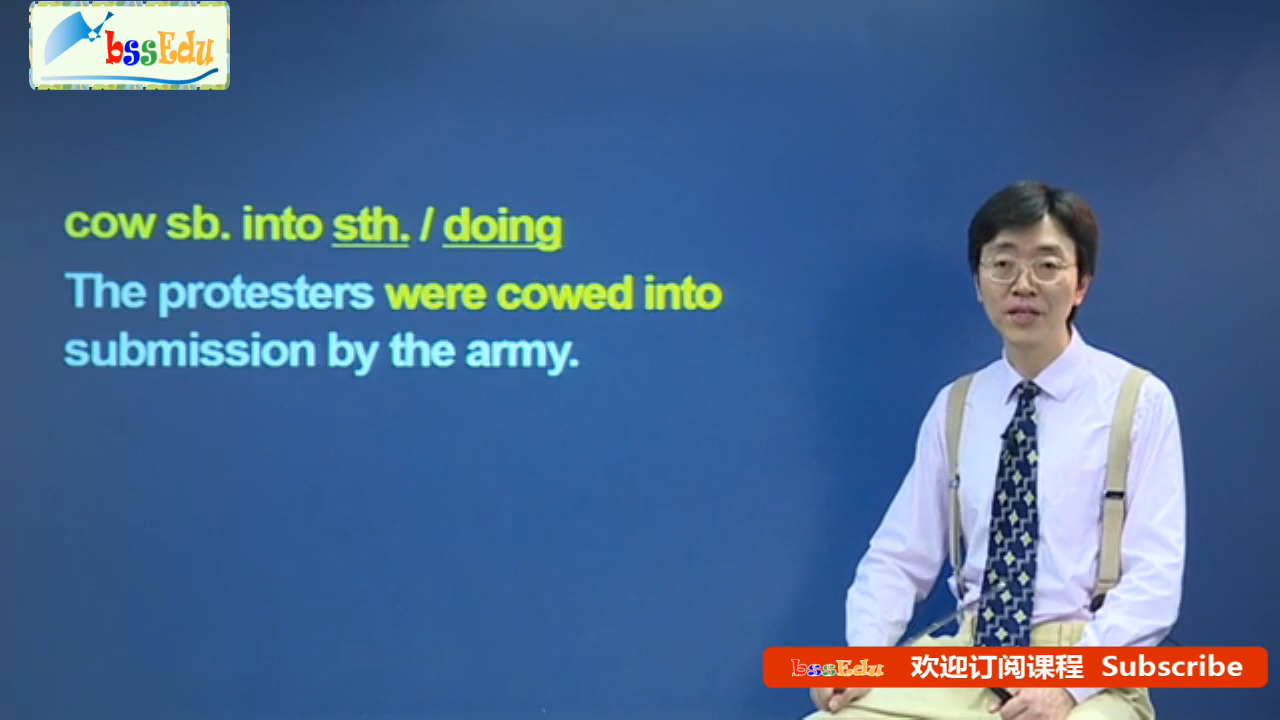 bssEdu
cow sb. into sth. / doing
The protesters were cowed into
submission by the army.
bssEdu 欢迎订阅课程 Subscribe